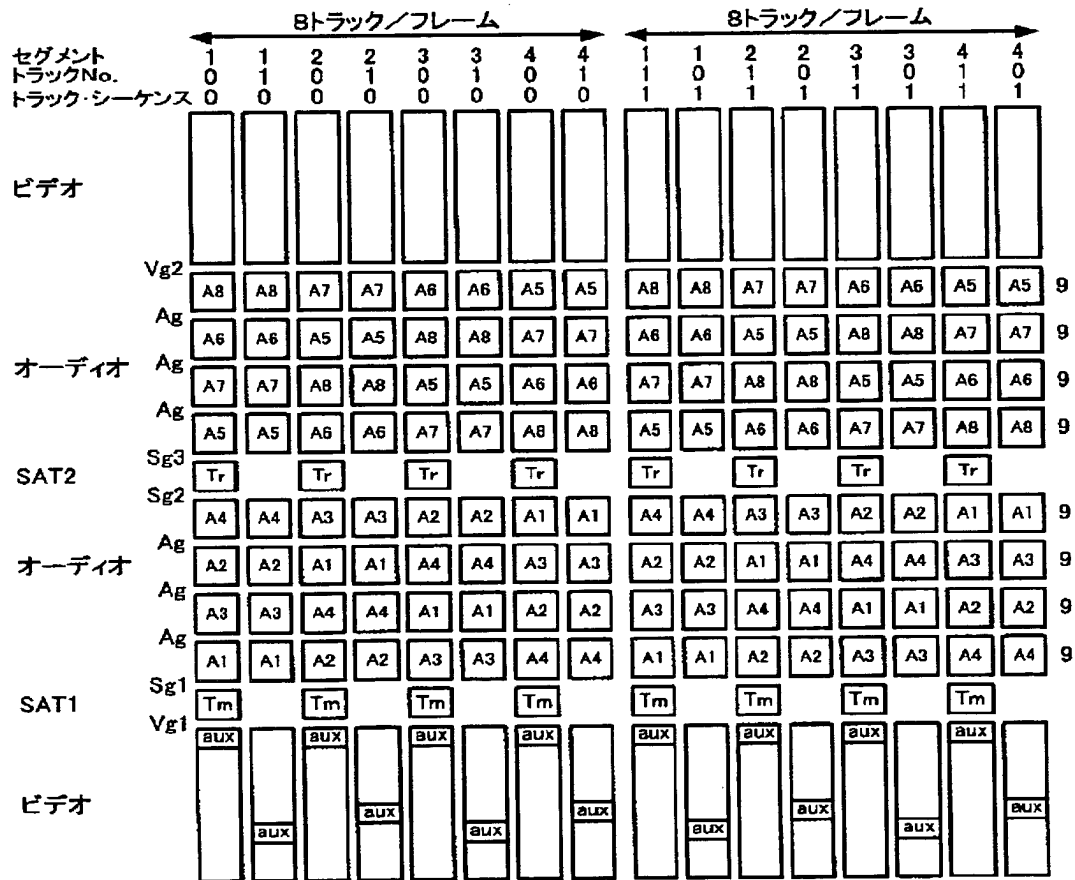 8トラック／フレーム 8トラック／フレーム
セグメント 1 1 2 2 3 3 4 4 1 1 2 2 3 3 4 4
トラックNo. 0 1 0 1 0 1 0 1 1 0 1 0 1 0 1 0
トラック・シーケンス 0 0 0 0 0 0 0 0 1 1 1 1 1 1 1 1
ビデオ
Vg2
A8 A8 A7 A7 A6 A6 A5 A5 A8 A8 A7 A7 A6 A6 A5 A5 9
Ag
A6 A6 A5 A5 A8 A8 A7 A7 A6 A6 A5 A5 A8 A8 A7 A7 9
オーディオ Ag
A7 A7 A8 A8 A5 A5 A6 A6 A7 A7 A8 A8 A5 A5 A6 A6 9
Ag
A5 A5 A6 A6 A7 A7 A8 A8 A5 A5 A6 A6 A7 A7 A8 A8 9
Sg3
SAT2 Tr Tr Tr Tr Tr Tr Tr Tr
Sg2
A4 A4 A3 A3 A2 A2 A1 A1 A4 A4 A3 A3 A2 A2 A1 A1 9
Ag
オーディオ A2 A2 A1 A1 A4 A4 A3 A3 A2 A2 A1 A1 A4 A4 A3 A3 9
Ag
A3 A3 A4 A4 A1 A1 A2 A2 A3 A3 A4 A4 A1 A1 A2 A2 9
Ag
A1 A1 A2 A2 A3 A3 A4 A4 A1 A1 A2 A2 A3 A3 A4 A4 9
Sg1
SAT1 Tm Tm Tm Tm Tm Tm Tm Tm
Vg1
aux aux aux aux aux aux aux aux
ビデオ aux aux aux aux
aux aux aux aux